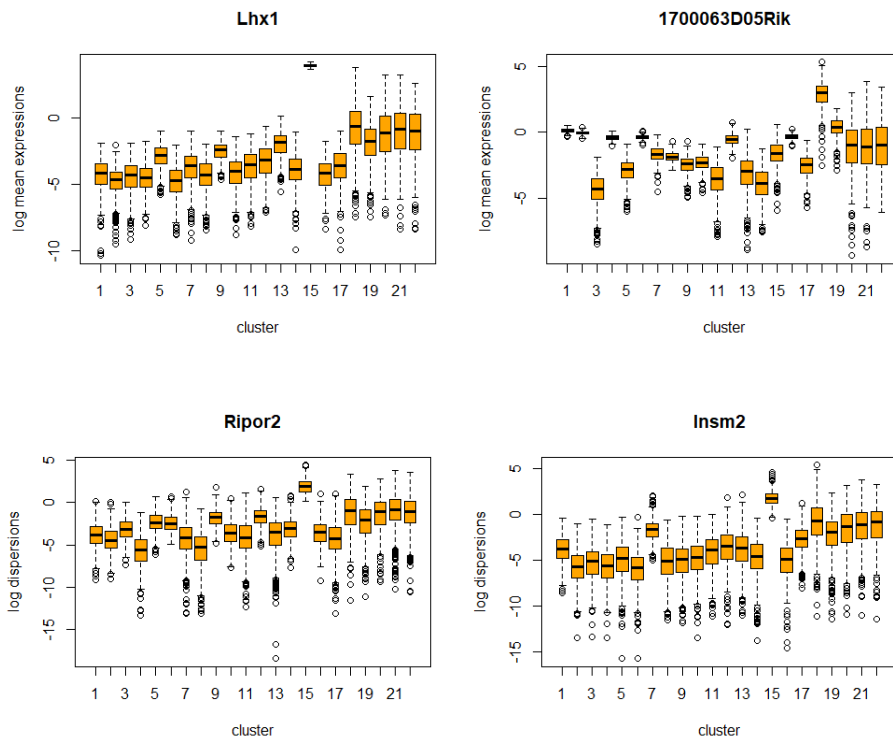 Lhx1
log mean expressions
0
-5
-10
1 3 5 7 9 11 13 15 17 19 21
cluster
1700063D05Rik
log mean expressions
5
0
-5
1 3 5 7 9 11 13 15 17 19 21
cluster
Ripor2
log dispersions
5
0
-5
-10
-15
1 3 5 7 9 11 13 15 17 19 21
cluster
Insm2
log dispersions
5
0
-5
-10
-15
1 3 5 7 9 11 13 15 17 19 21
cluster